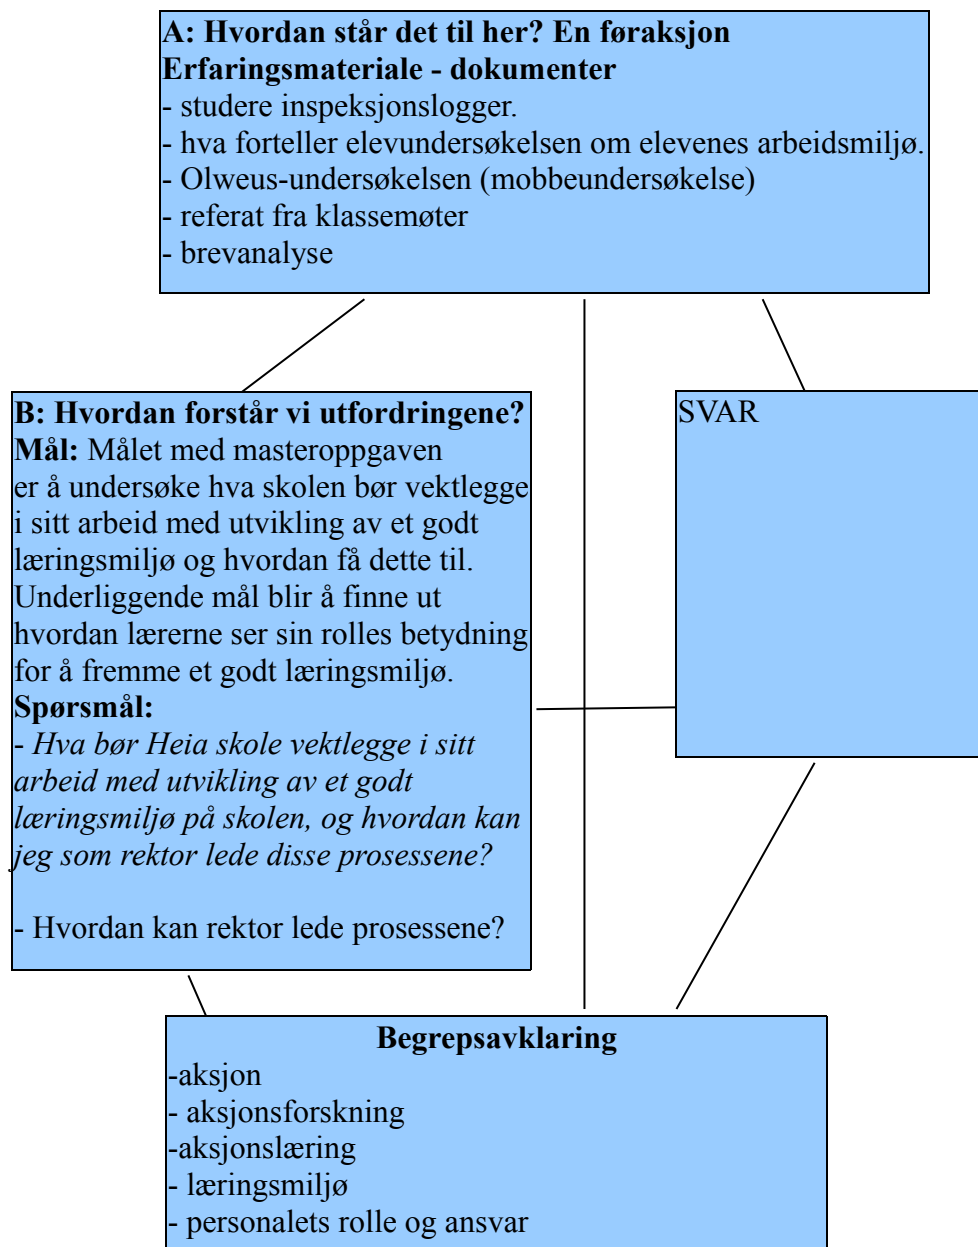 A: Hvordan står det til her? En føraksjon
Erfaringsmateriale - dokumenter
- studere inspeksjonslogger.
- hva forteller elevundersøkelsen om elevenes arbeidsmiljø.
- Olweus-undersøkelsen (mobbeundersøkelse)
- referat fra klassemøter
- brevanalyse
B: Hvordan forstår vi utfordringene?
Mål: Målet med masteroppgaven
er å undersøke hva skolen bør vektlegge
i sitt arbeid med utvikling av et godt
læringsmiljø og hvordan få dette til.
Underliggende mål blir å finne ut
hvordan lærerne ser sin rolles betydning
for å fremme et godt læringsmiljø.
Spørsmål:
- Hva bør Heia skole vektlegge i sitt
arbeid med utvikling av et godt
læringsmiljø på skolen, og hvordan kan
jeg som rektor lede disse prosessene?
- Hvordan kan rektor lede prosessene?
SVAR
Begrepsavklaring
-aksjon
- aksjonsforskning
-aksjonslæring
- læringsmiljø
- personalets rolle og ansvar